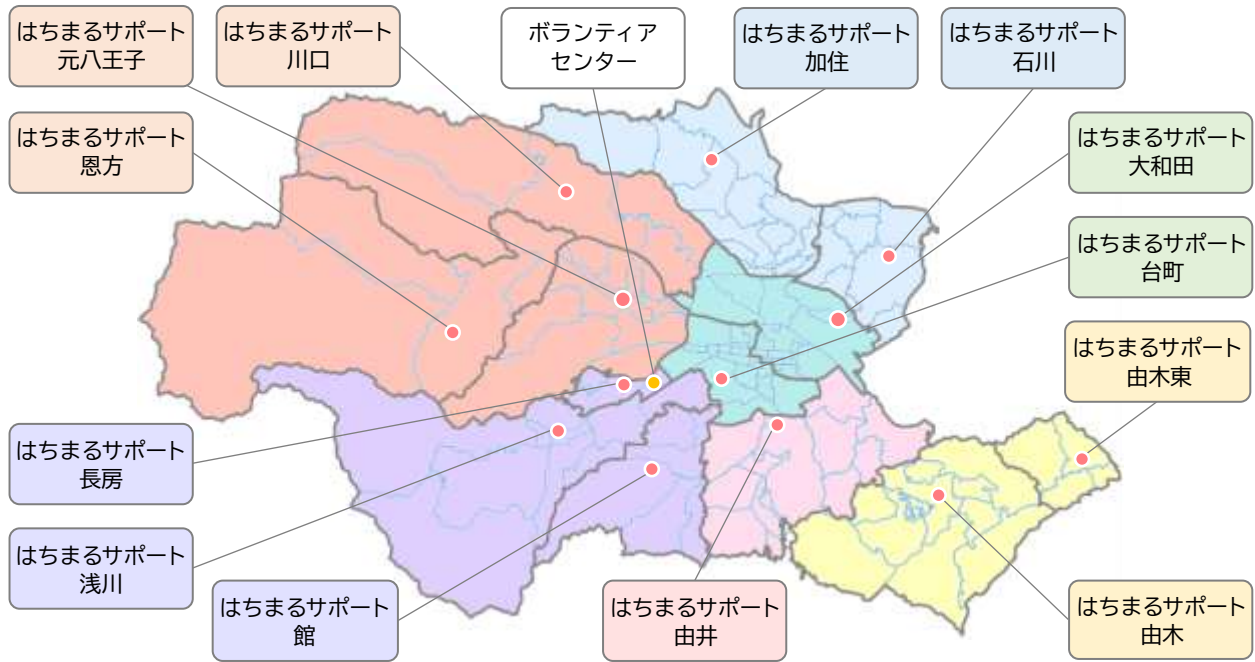 はちまるサポート
元八王子
はちまるサポート
川口
ボランティア
センター
はちまるサポート
加住
はちまるサポート
石川
はちまるサポート
恩方
はちまるサポート
大和田
はちまるサポート
台町
はちまるサポート
由木東
はちまるサポート
長房
はちまるサポート
浅川
はちまるサポート
館
はちまるサポート
由井
はちまるサポート
由木